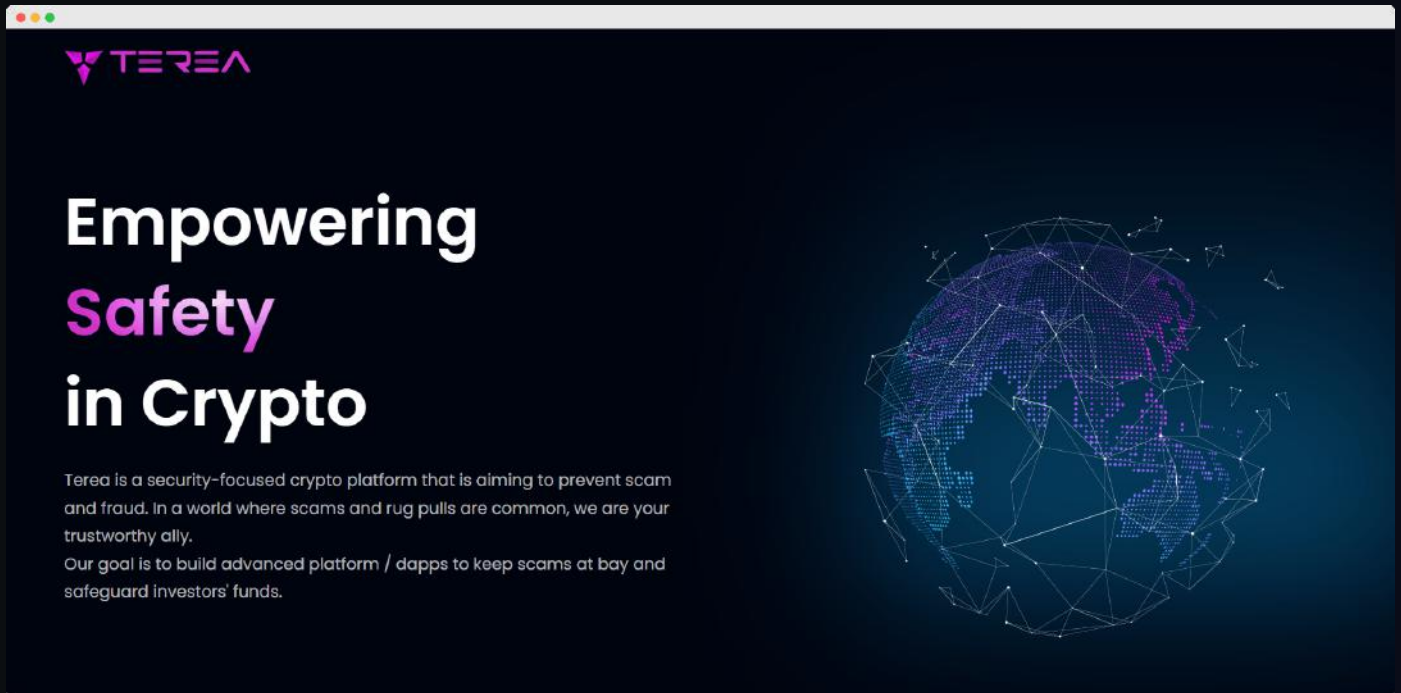 TEREA
Empowering
Safety
in Crypto
Terea is a security-focused crypto platform that is aiming to prevent scam
and fraud. In a world where scams and rug pulls are common, we are your
trustworthy ally.
Our goal is to build advanced platform / dapps to keep scams at bay and
safeguard investors' funds.